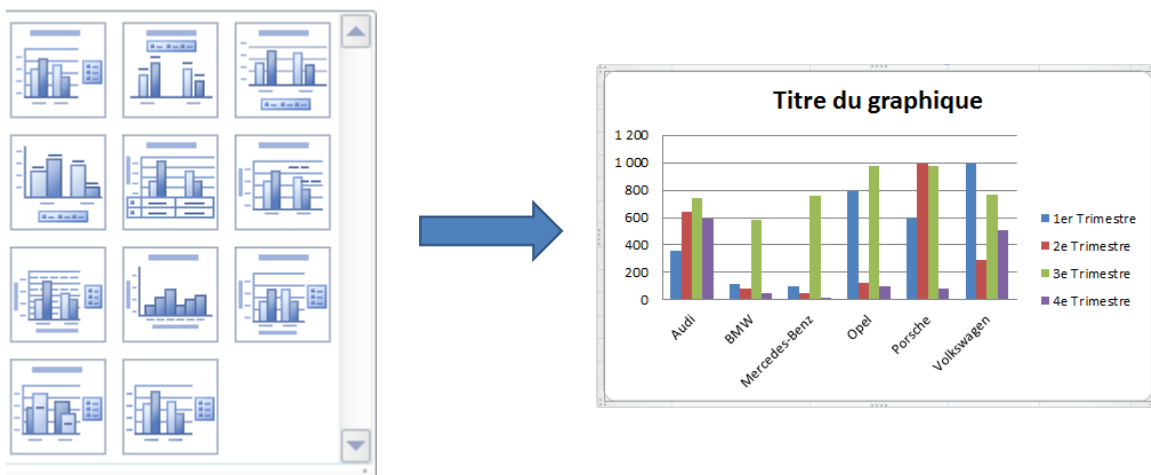 Titre du graphique
1 200
1 000
800
600
400
200
0
Audi
BMW
Mercedes-Benz
Opel
Porsche
Volkswagen
1er Trimestre
2e Trimestre
3e Trimestre
4e Trimestre